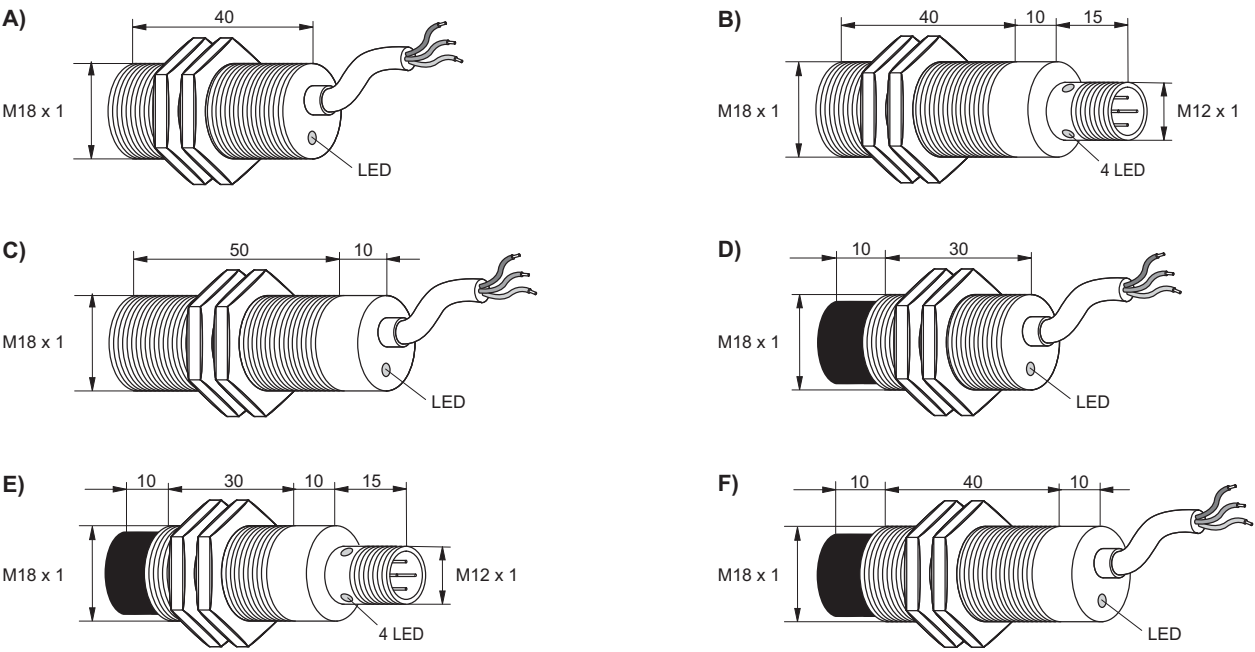 A)
40
M18 x 1
LED
B)
40 10 15
M18 x 1
M12 x 1
4 LED
C)
50 10
M18 x 1
LED
D)
10 30
M18 x 1
LED
E)
10 30 10 15
M18 x 1
M12 x 1
4 LED
F)
10 40 10
M18 x 1
LED